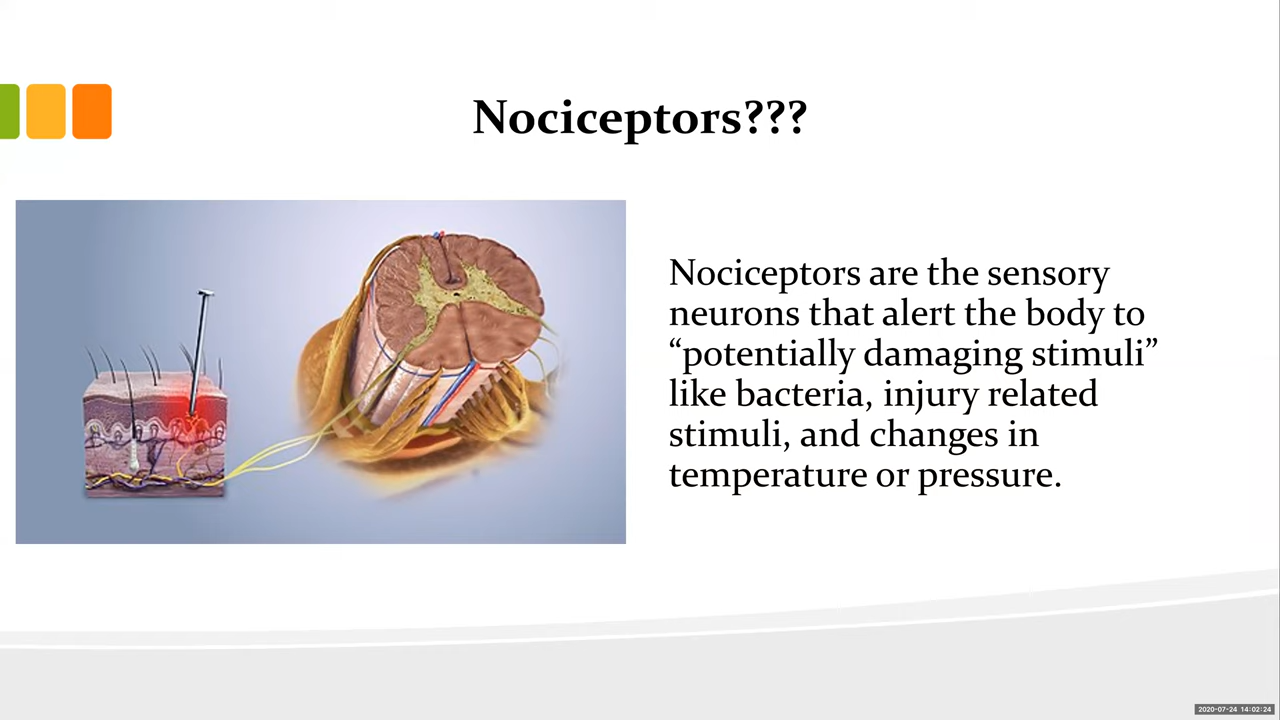 Nociceptors???
Nociceptors are the sensory
neurons that alert the body to
“potentially damaging stimuli”
like bacteria, injury related
stimuli, and changes in
temperature or pressure.
2020-07-24 14:02:24